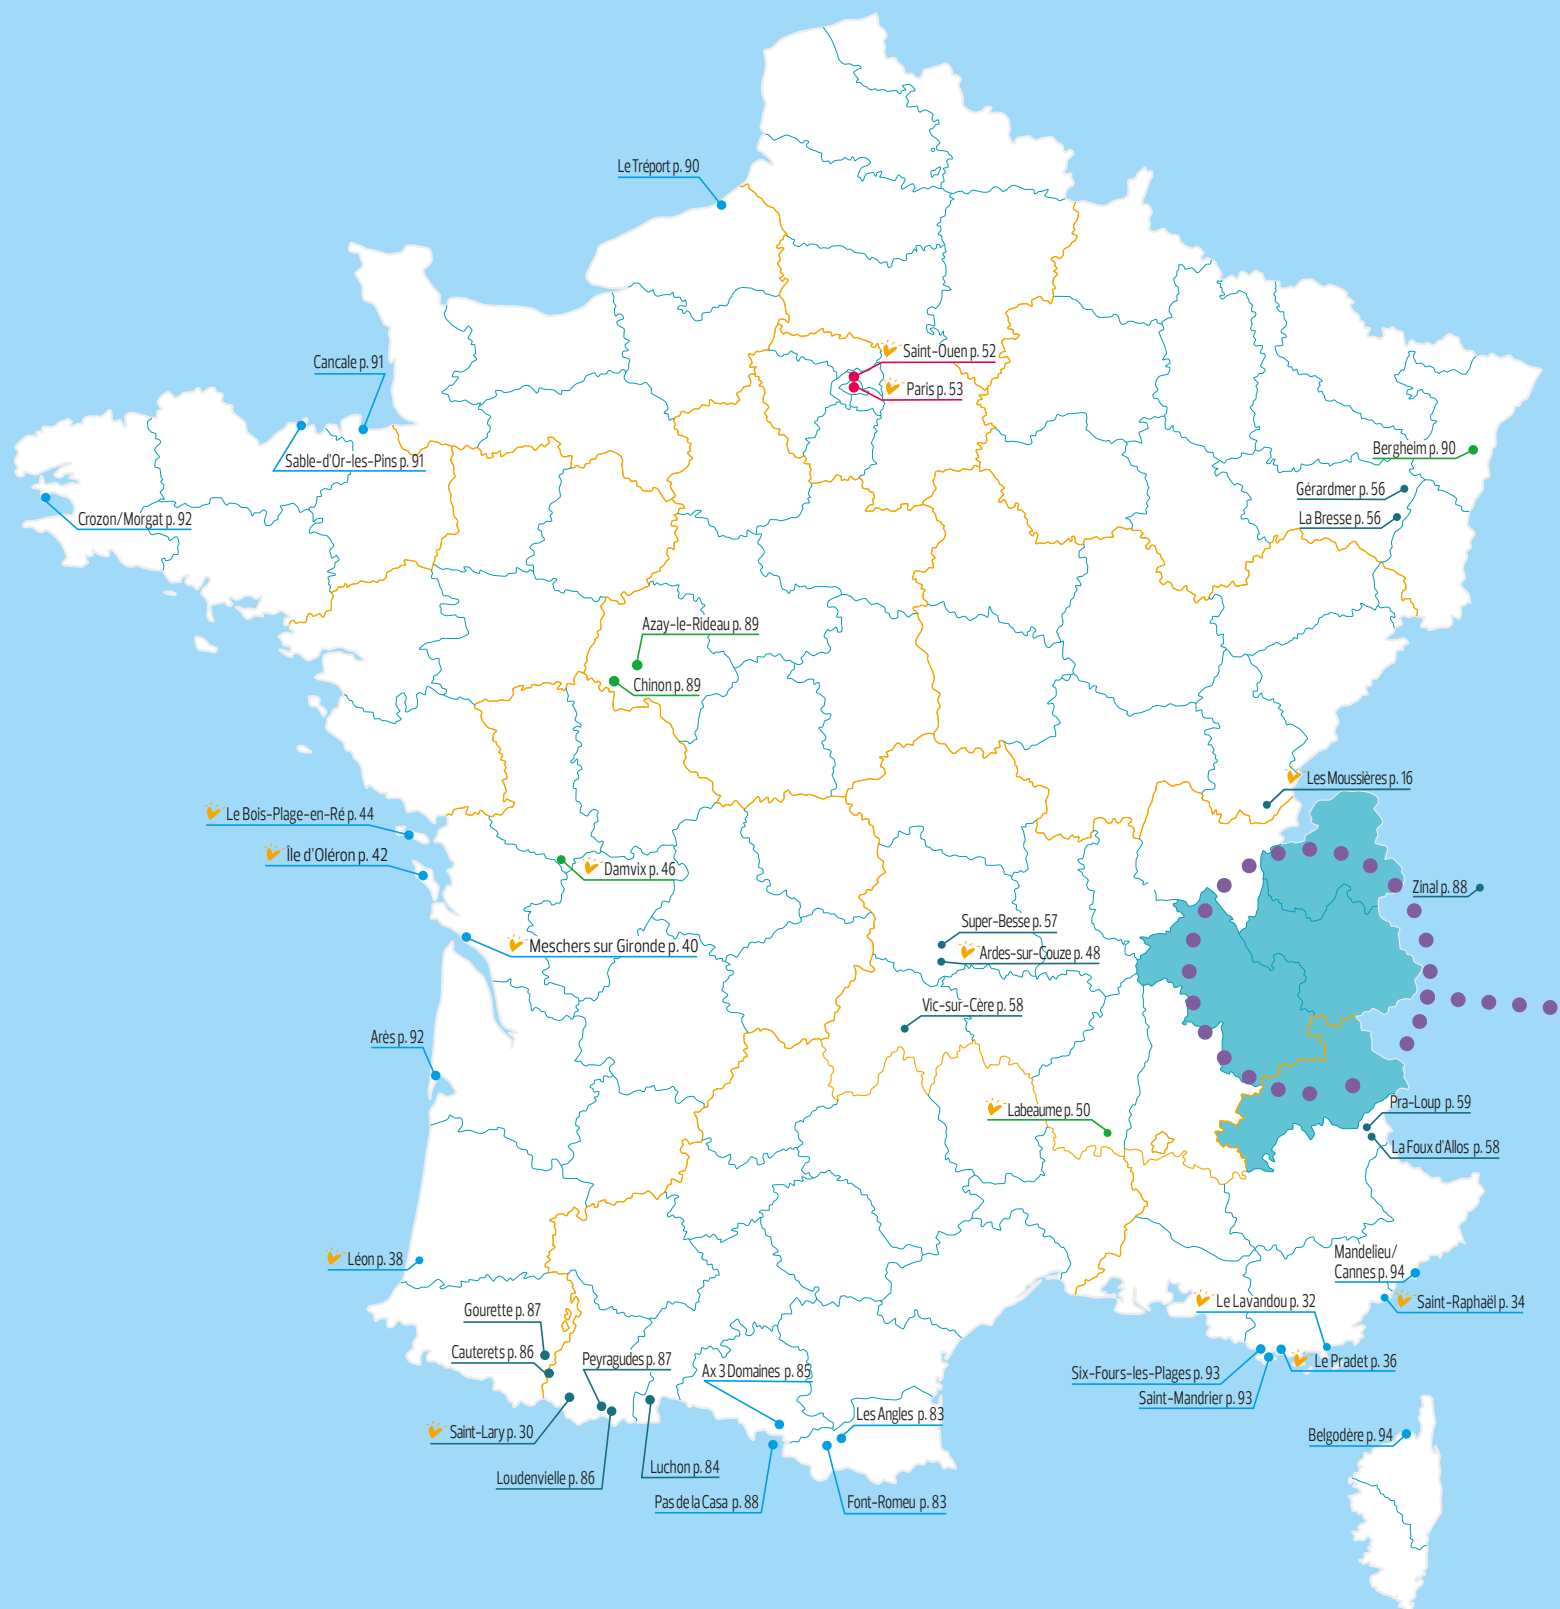 Le Tréport p. 90
Saint-Ouen p. 52
Cancale p. 91
Paris p. 53
Bergheim p. 90
Sable-d'Or-les-Pins p. 91
Gérardmer p. 56
Crozon/Morgat p. 92
La Bresse p. 56
Azay-le-Rideau p. 89
Chinon p. 89
Les Moussières p. 16
Le Bois-Plage-en-Ré p. 44
Île d'Oléron p. 42
Damvix p. 46
Zinal p. 88
Super-Besse p. 57
Meschers sur Gironde p. 40
Ardes-sur-Couze p. 48
Vic-sur-Cère p. 58
Arès p. 92
Labeaume p. 50
Pra-Loup p. 59
La Foux d'Allos p. 58
Léon p. 38
Mandelieu/
Cannes p. 94
Le Lavandou p. 32
Saint-Raphaël p. 34
Gourette p. 87
Cauterets p. 86
Peyragudes p. 87
Ax 3 Domaines p. 85
Le Pradet p. 36
Six-Fours-les-Plages p. 93
Saint-Mandrier p. 93
Les Angles p. 83
Saint-Lary p. 30
Belgodère p. 94
Luchon p. 84
Loudenvielle p. 86
Pas de la Casa p. 88
Font-Romeu p. 83